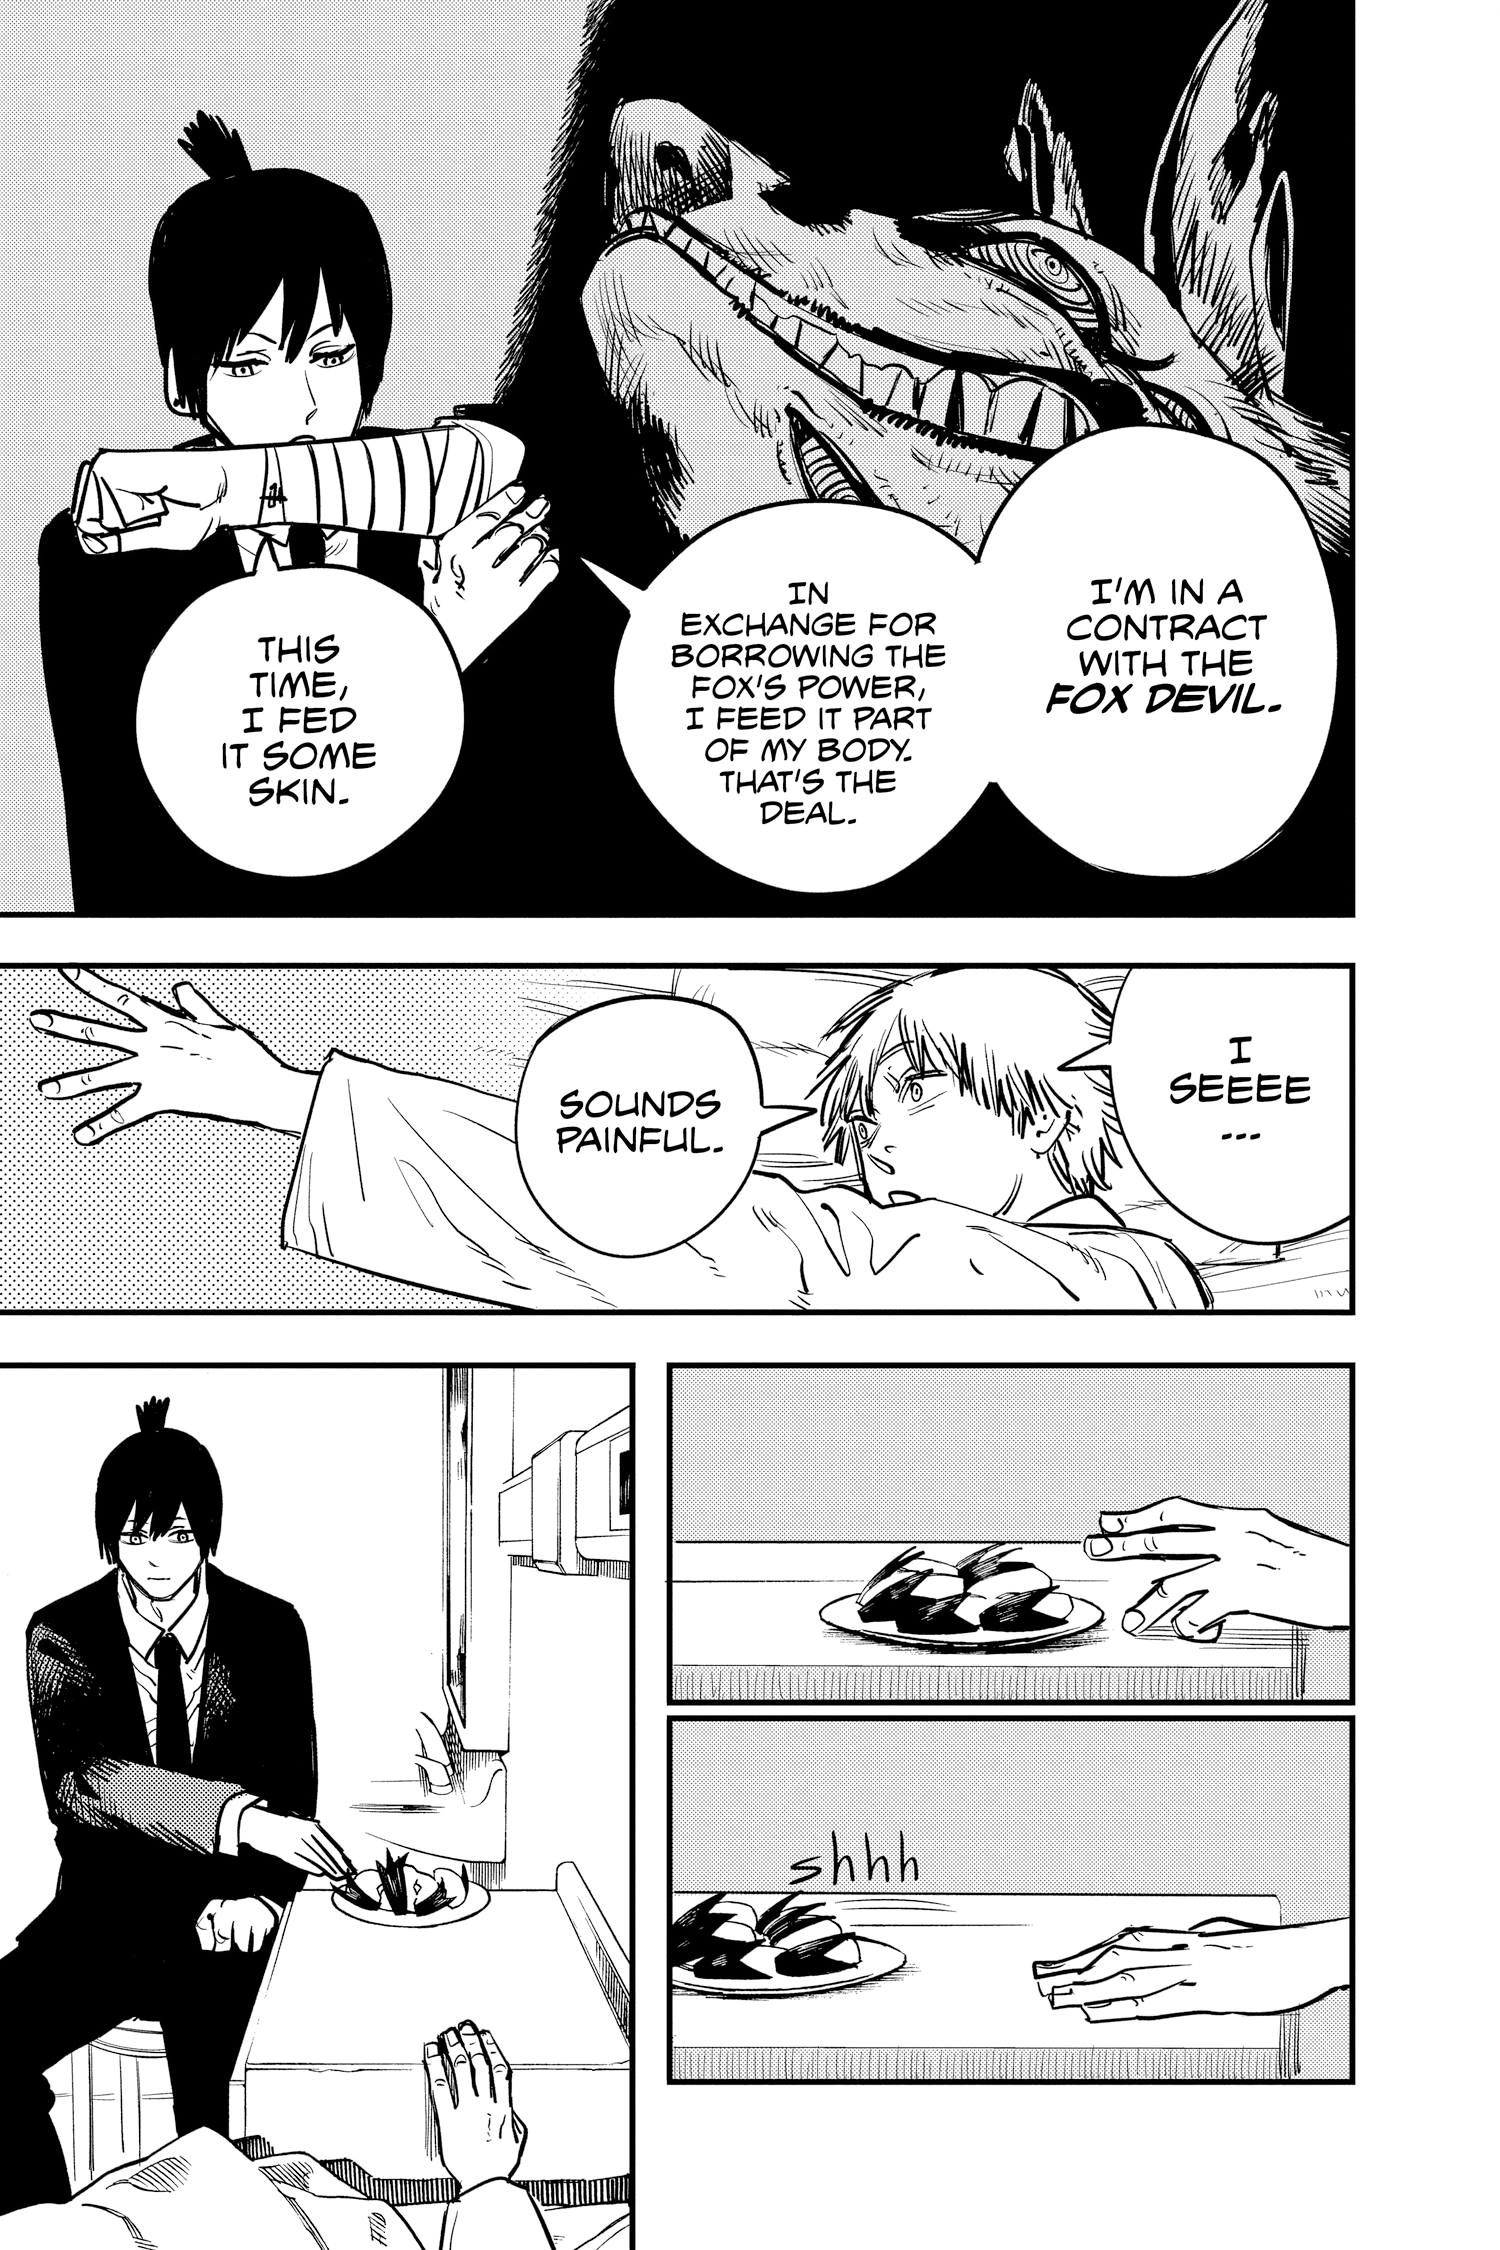 I'M IN A
CONTRACT
WITH THE
FOX DEVIL.
IN
EXCHANGE FOR
BORROWING THE
FOX'S POWER,
I FEED IT PART
OF MY BODY.
THAT'S THE
DEAL.
THIS
TIME,
I FED
IT SOME
SKIN.
I
SEEEE
...
SOUNDS
PAINFUL.
shhh